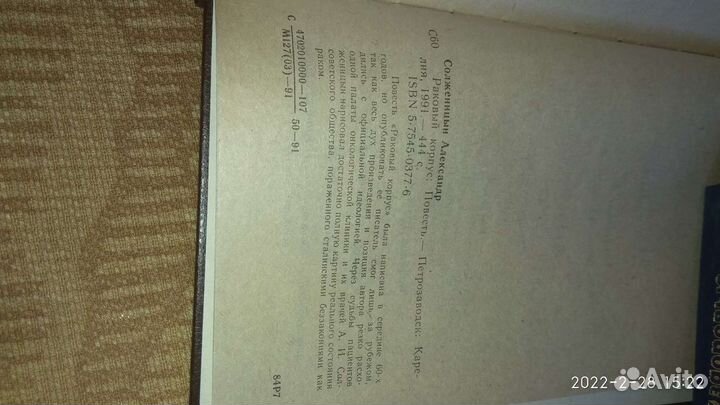 Солженицын Александр
С60 Раковый корпус: Повесть.— Петрозаводск: Каре-
лия, 1991.— 444 с.
ISBN 5-7545-0377-6
Повесть «Раковый корпус» была написана в середине 60-х
годов, но опубликовать её писатель смог лишь за рубежом,
так как весь дух произведения и позиция автора резко расхо-
дились с официальной идеологией. Через судьбы пациентов
одной палаты онкологической клиники и их врачей А. И. Сол-
женицын нарисовал достаточно полную картину реального состояния
советского общества, пораженного сталинскими беззакониями как
раком.
С 4702010000—107
М127(03)—91
50—91
84Р7
2022-2-28 15:22
Avito